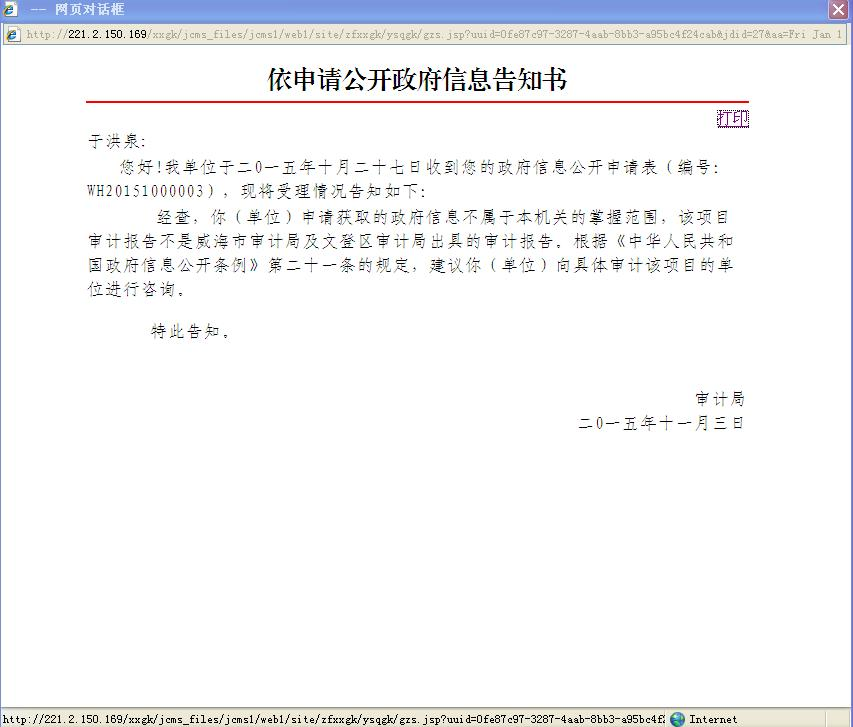 -- 网页对话框
http://221.2.150.169/xxgk/jcms_files/jcms1/web1/site/zfxxgk/ysqgk/gzs.jsp?uuid=0fe87c97-3287-4aab-8bb3-a95bc4f24cab&jdid=27&aa=Fri Jan 1
依申请公开政府信息告知书
打印
于洪泉:
您好!我单位于二0一五年十月二十七日收到您的政府信息公开申请表（编号:
WH20151000003）, 现将受理情况告知如下:
经查, 你（单位）申请获取的政府信息不属于本机关的掌握范围, 该项目
审计报告不是威海市审计局及文登区审计局出具的审计报告。根据《中华人民共和
国政府信息公开条例》第二十一条的规定, 建议你（单位）向具体审计该项目的单
位进行咨询。
特此告知。
审计局
二0一五年十一月三日
http://221.2.150.169/xxgk/jcms_files/jcms1/web1/site/zfxxgk/ysqgk/gzs.jsp?uuid=0fe87c97-3287-4aab-8bb3-a95bc4f2
Internet